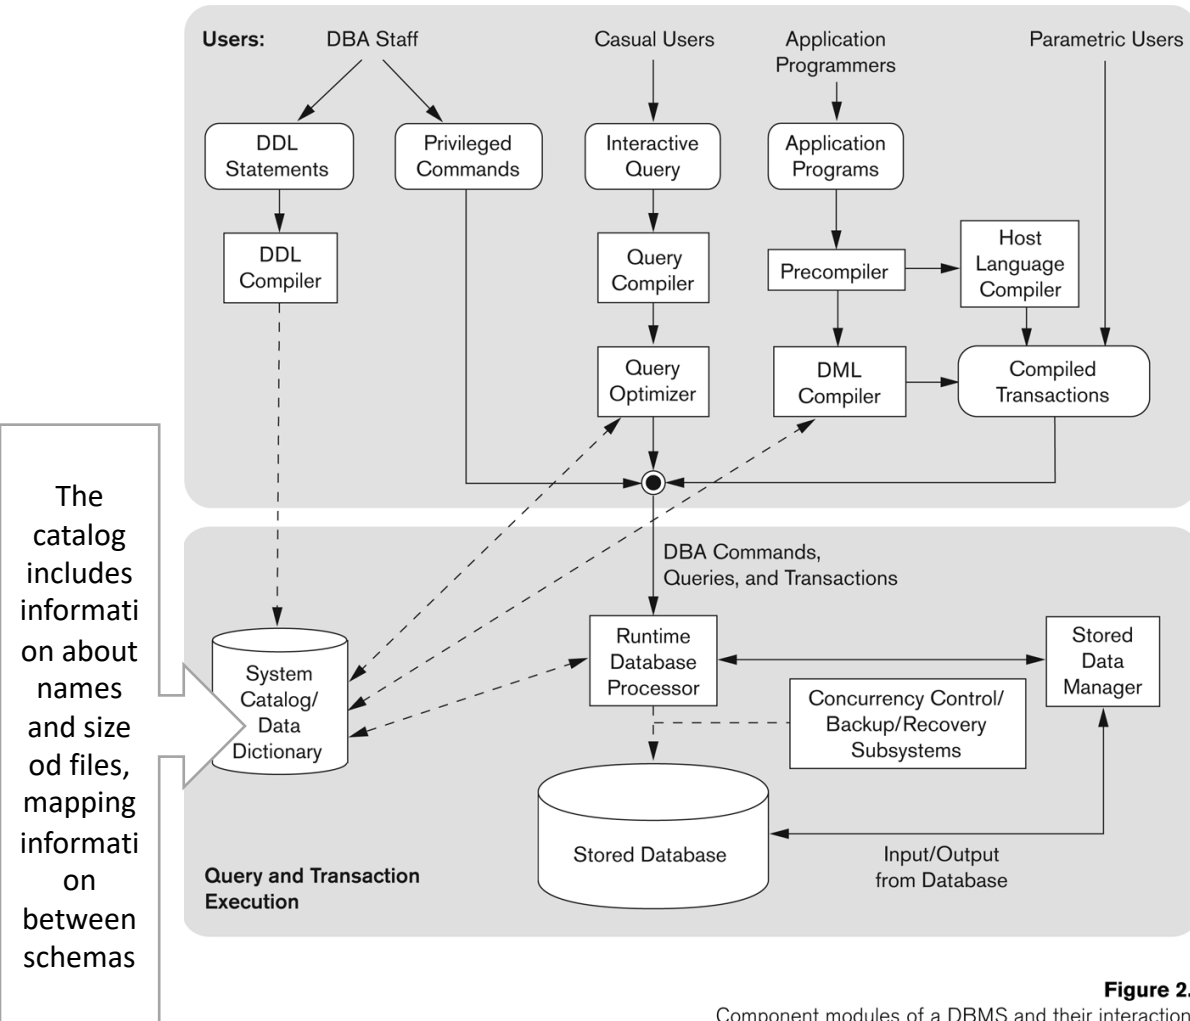 Users:
DBA Staff
Casual Users
Application
Programmers
Parametric Users
DDL
Statements
Privileged
Commands
Interactive
Query
Application
Programs
DDL
Compiler
Query
Compiler
Precompiler
Host
Language
Compiler
Query
Optimizer
DML
Compiler
Compiled
Transactions
The
catalog
includes
informati
on about
names
and size
od files,
mapping
informati
on
between
schemas
DBA Commands,
Queries, and Transactions
System
Catalog/
Data
Dictionary
Runtime
Database
Processor
Stored
Data
Manager
Concurrency Control/
Backup/Recovery
Subsystems
Stored Database
Input/Output
from Database
Query and Transaction
Execution
Figure 2.
Component modules of a DBMS and their interaction